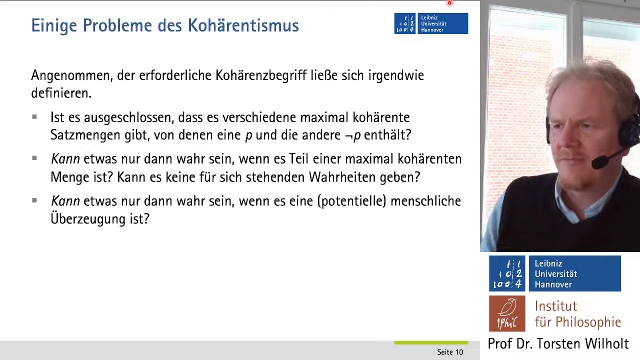 Einige Probleme des Kohärentismus
Leibniz
Universität
Hannover
Angenommen, der erforderliche Kohärenzbegriff ließe sich irgendwie
definieren.
Ist es ausgeschlossen, dass es verschiedene maximal kohärente
Satzmengen gibt, von denen eine p und die andere ¬p enthält?
Kann etwas nur dann wahr sein, wenn es Teil einer maximal kohärenten
Menge ist? Kann es keine für sich stehenden Wahrheiten geben?
Kann etwas nur dann wahr sein, wenn es eine (potentielle) menschliche
Überzeugung ist?
Seite 10
Leibniz
Universität
Hannover
Institut
für Philosophie
Prof Dr. Torsten Wilholt